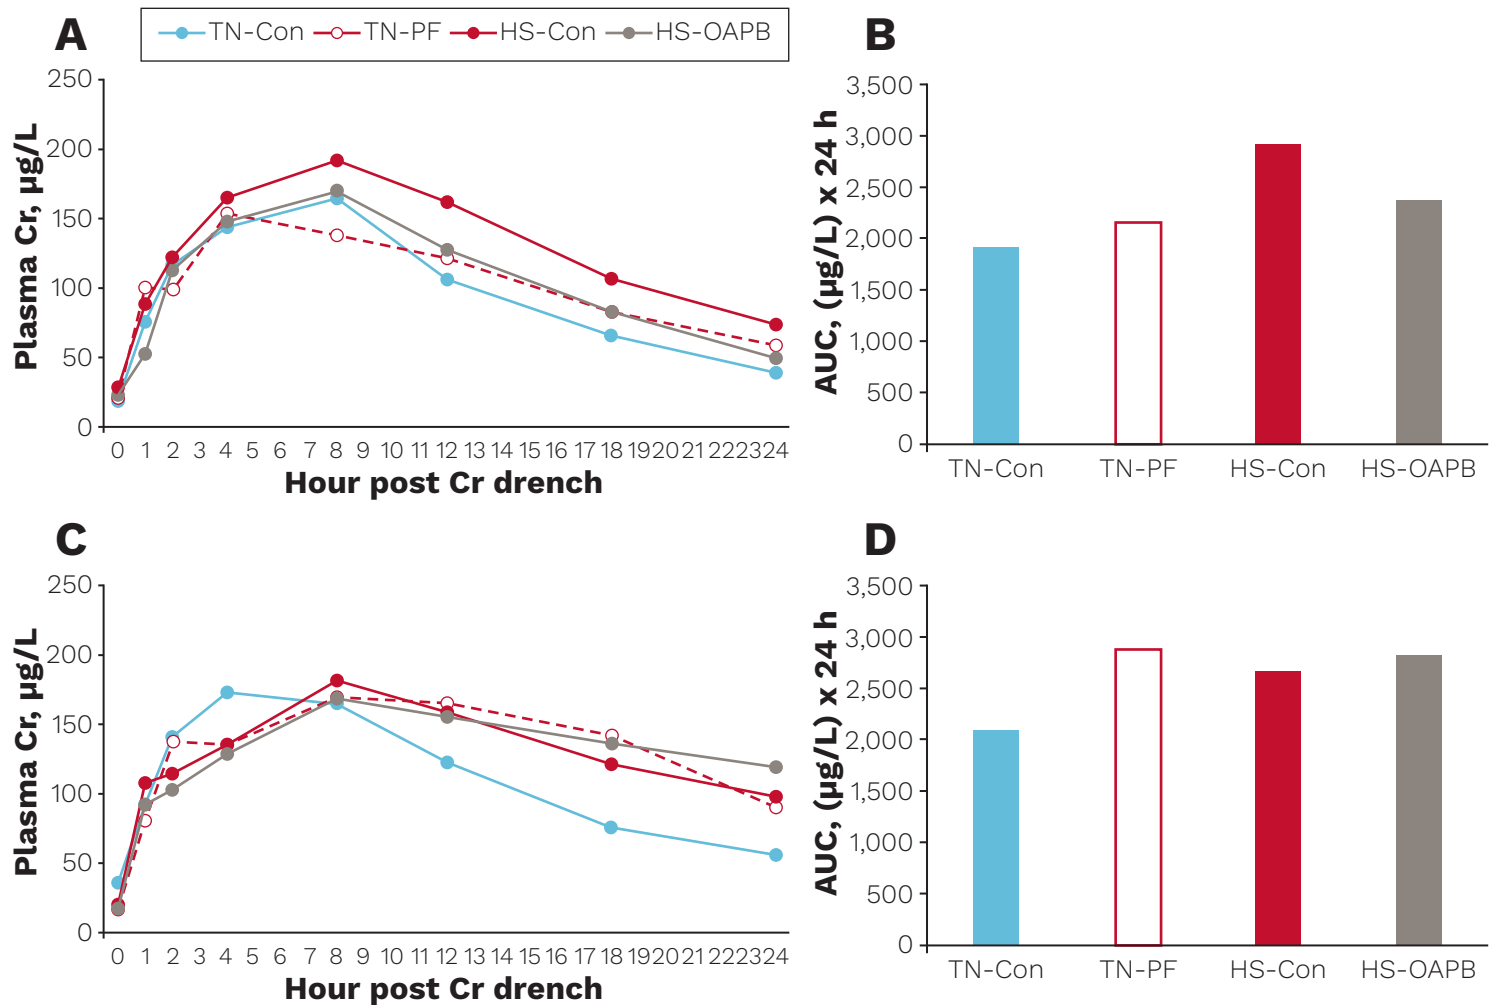 A
TN-Con TN-PF HS-Con HS-OAPB
250
200
150
100
50
0
Plasma Cr, µg/L
0 1 2 3 4 5 6 7 8 9 10 11 12 13 14 15 16 17 18 19 20 21 22 23 24
Hour post Cr drench
B
3,500
3,000
2,500
2,000
1,500
1,000
500
0
AUC, (µg/L) x 24 h
TN-Con TN-PF HS-Con HS-OAPB
C
250
200
150
100
50
0
Plasma Cr, µg/L
0 1 2 3 4 5 6 7 8 9 10 11 12 13 14 15 16 17 18 19 20 21 22 23 24
Hour post Cr drench
D
3,500
3,000
2,500
2,000
1,500
1,000
500
0
AUC, (µg/L) x 24 h
TN-Con TN-PF HS-Con HS-OAPB